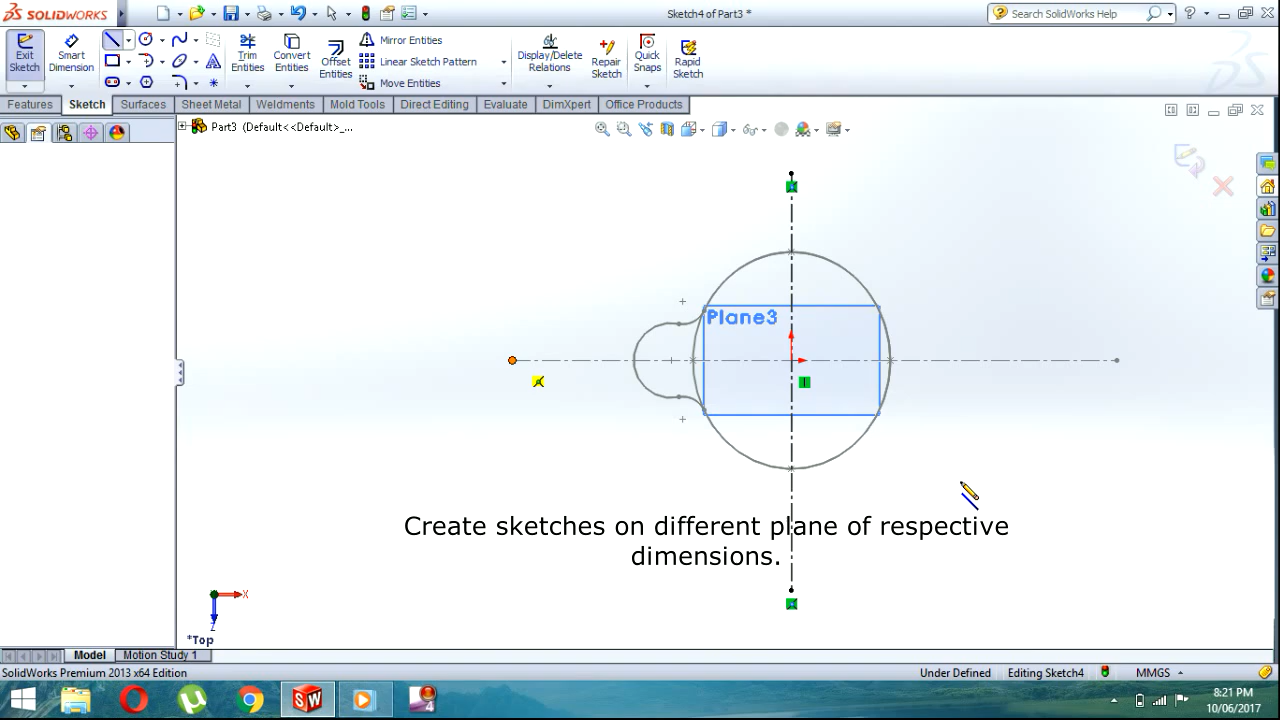 SOLIDWORKS
Sketch4 of Part3 *
Search SolidWorks Help
Exit Sketch
Smart Dimension
Trim Entities
Convert Entities
Offset Entities
Mirror Entities
Linear Sketch Pattern
Move Entities
Display/Delete Relations
Repair Sketch
Quick Snaps
Rapid Sketch
Features
Sketch
Surfaces
Sheet Metal
Weldments
Mold Tools
Direct Editing
Evaluate
DimXpert
Office Products
Part3 (Default<<Default>_...
Plane3
Create sketches on different plane of respective
dimensions.
X
Z
*Top
Model
Motion Study 1
SolidWorks Premium 2013 x64 Edition
Under Defined
Editing Sketch4
MMGS
SW
4
8:21 PM
10/06/2017